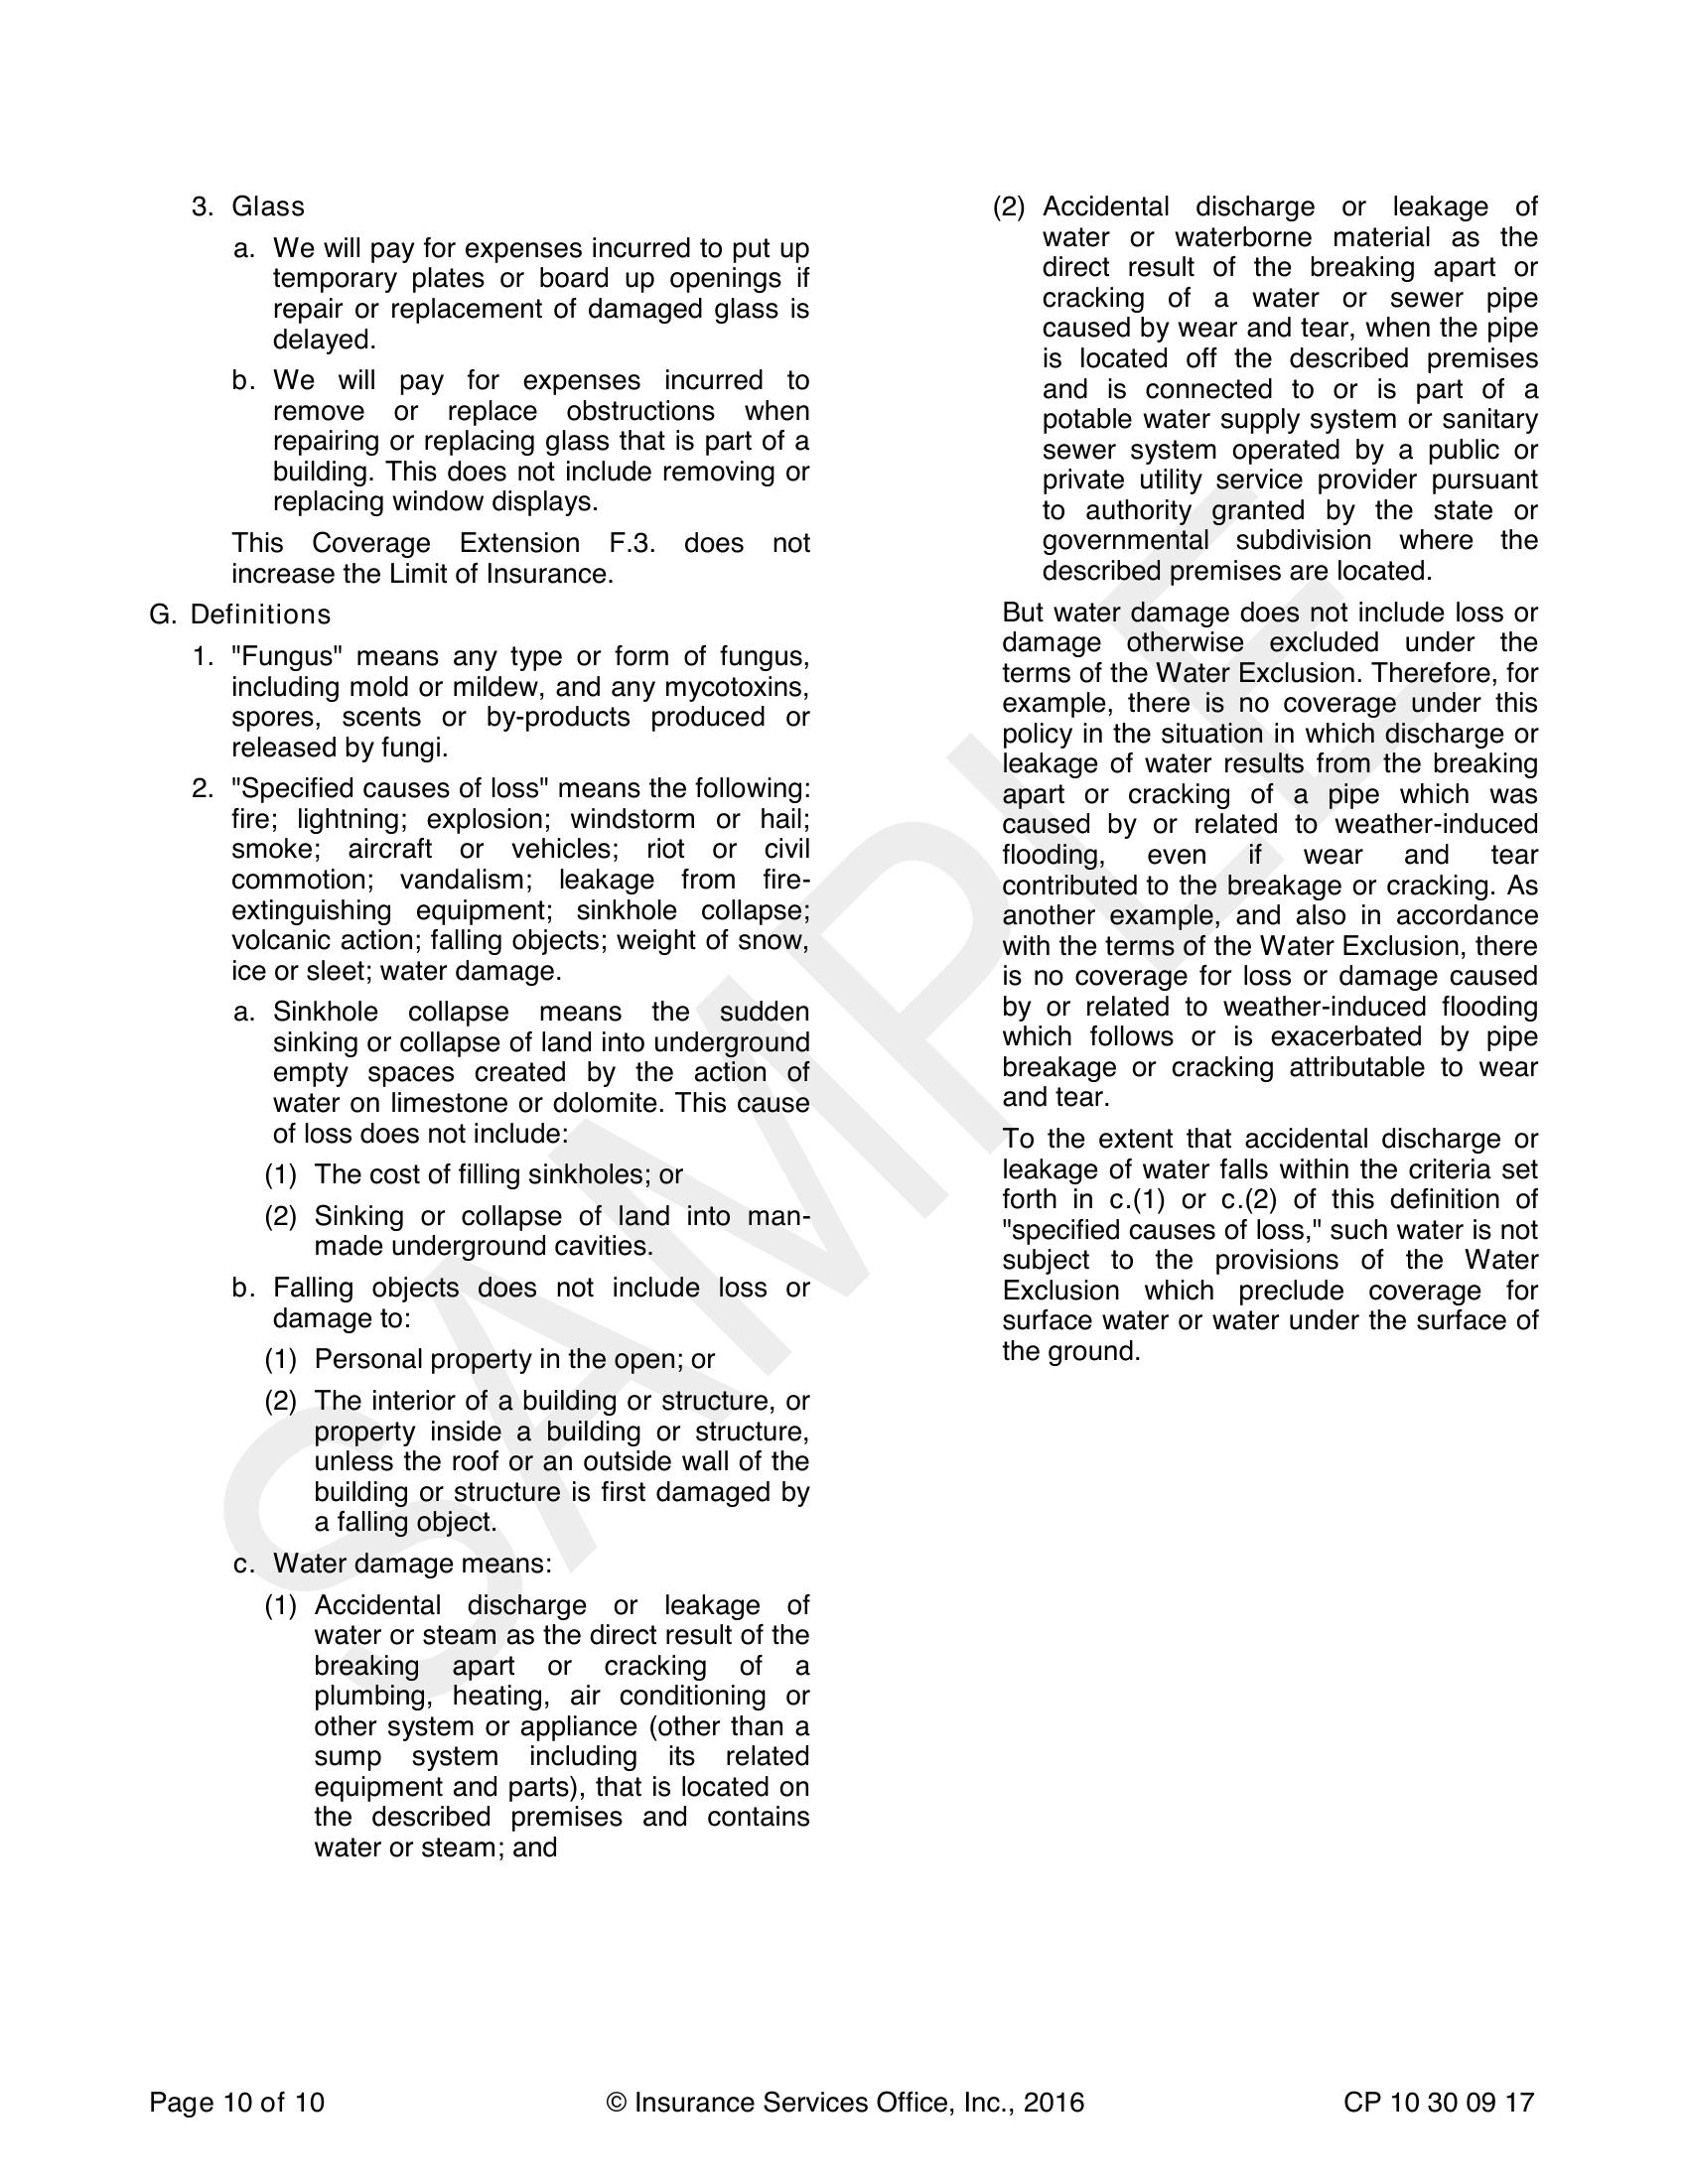 3. Glass
a. We will pay for expenses incurred to put up
temporary plates or board up openings if
repair or replacement of damaged glass is
delayed.
b. We will pay for expenses incurred to
remove or replace obstructions when
repairing or replacing glass that is part of a
building. This does not include removing or
replacing window displays.
This Coverage Extension F.3. does not
increase the Limit of Insurance.
G. Definitions
1. "Fungus" means any type or form of fungus,
including mold or mildew, and any mycotoxins,
spores, scents or by-products produced or
released by fungi.
2. "Specified causes of loss" means the following:
fire; lightning; explosion; windstorm or hail;
smoke; aircraft or vehicles; riot or civil
commotion; vandalism; leakage from fire-
extinguishing equipment; sinkhole collapse;
volcanic action; falling objects; weight of snow,
ice or sleet; water damage.
a. Sinkhole collapse means the sudden
sinking or collapse of land into underground
empty spaces created by the action of
water on limestone or dolomite. This cause
of loss does not include:
(1) The cost of filling sinkholes; or
(2) Sinking or collapse of land into man-
made underground cavities.
b. Falling objects does not include loss or
damage to:
(1) Personal property in the open; or
(2) The interior of a building or structure, or
property inside a building or structure,
unless the roof or an outside wall of the
building or structure is first damaged by
a falling object.
c. Water damage means:
(1) Accidental discharge or leakage of
water or steam as the direct result of the
breaking apart or cracking of a
plumbing, heating, air conditioning or
other system or appliance (other than a
sump system including its related
equipment and parts), that is located on
the described premises and contains
water or steam; and
(2) Accidental discharge or leakage of
water or waterborne material as the
direct result of the breaking apart or
cracking of a water or sewer pipe
caused by wear and tear, when the pipe
is located off the described premises
and is connected to or is part of a
potable water supply system or sanitary
sewer system operated by a public or
private utility service provider pursuant
to authority granted by the state or
governmental subdivision where the
described premises are located.
But water damage does not include loss or
damage otherwise excluded under the
terms of the Water Exclusion. Therefore, for
example, there is no coverage under this
policy in the situation in which discharge or
leakage of water results from the breaking
apart or cracking of a pipe which was
caused by or related to weather-induced
flooding, even if wear and tear
contributed to the breakage or cracking. As
another example, and also in accordance
with the terms of the Water Exclusion, there
is no coverage for loss or damage caused
by or related to weather-induced flooding
which follows or is exacerbated by pipe
breakage or cracking attributable to wear
and tear.
To the extent that accidental discharge or
leakage of water falls within the criteria set
forth in c.(1) or c.(2) of this definition of
"specified causes of loss," such water is not
subject to the provisions of the Water
Exclusion which preclude coverage for
surface water or water under the surface of
the ground.
SAMPLE
Page 10 of 10
© Insurance Services Office, Inc., 2016
CP 10 30 09 17